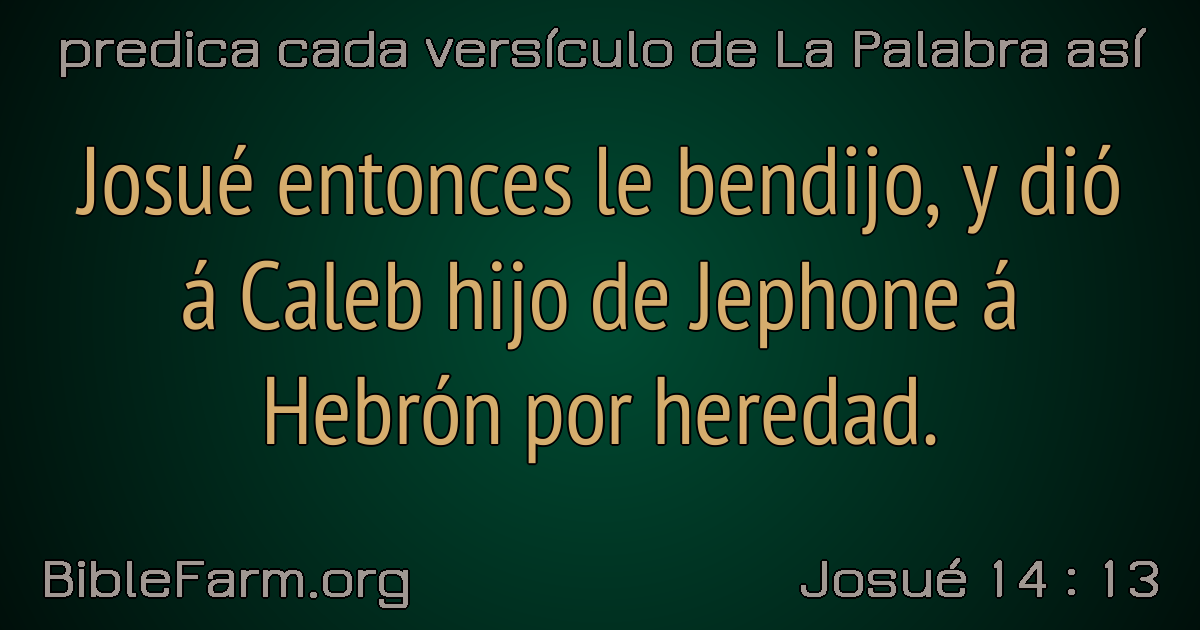 predica cada versículo de La Palabra así
Josué entonces le bendijo, y dió
á Caleb hijo de Jephone á
Hebrón por heredad.
BibleFarm.org
Josué 14 : 13